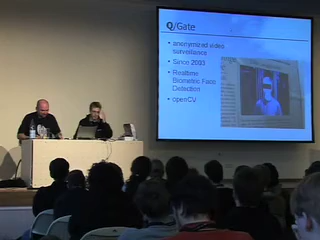 Q/Gate
• anonymized video
surveillance
• Since 2003
• Realtime
Biometric Face
Detection
• openCV